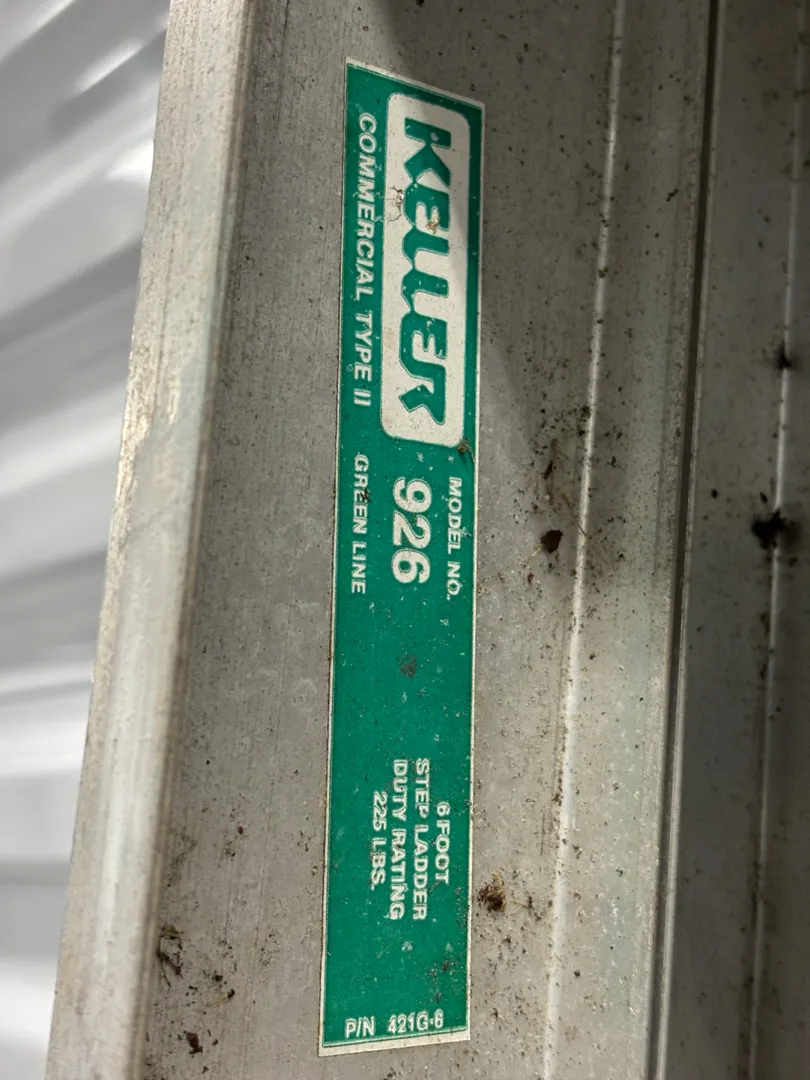 KELLER
COMMERCIAL TYPE II
MODEL NO.
926
GREEN LINE
6 FOOT
STEP LADDER
DUTY RATING
225 LBS.
P/N 421G-6